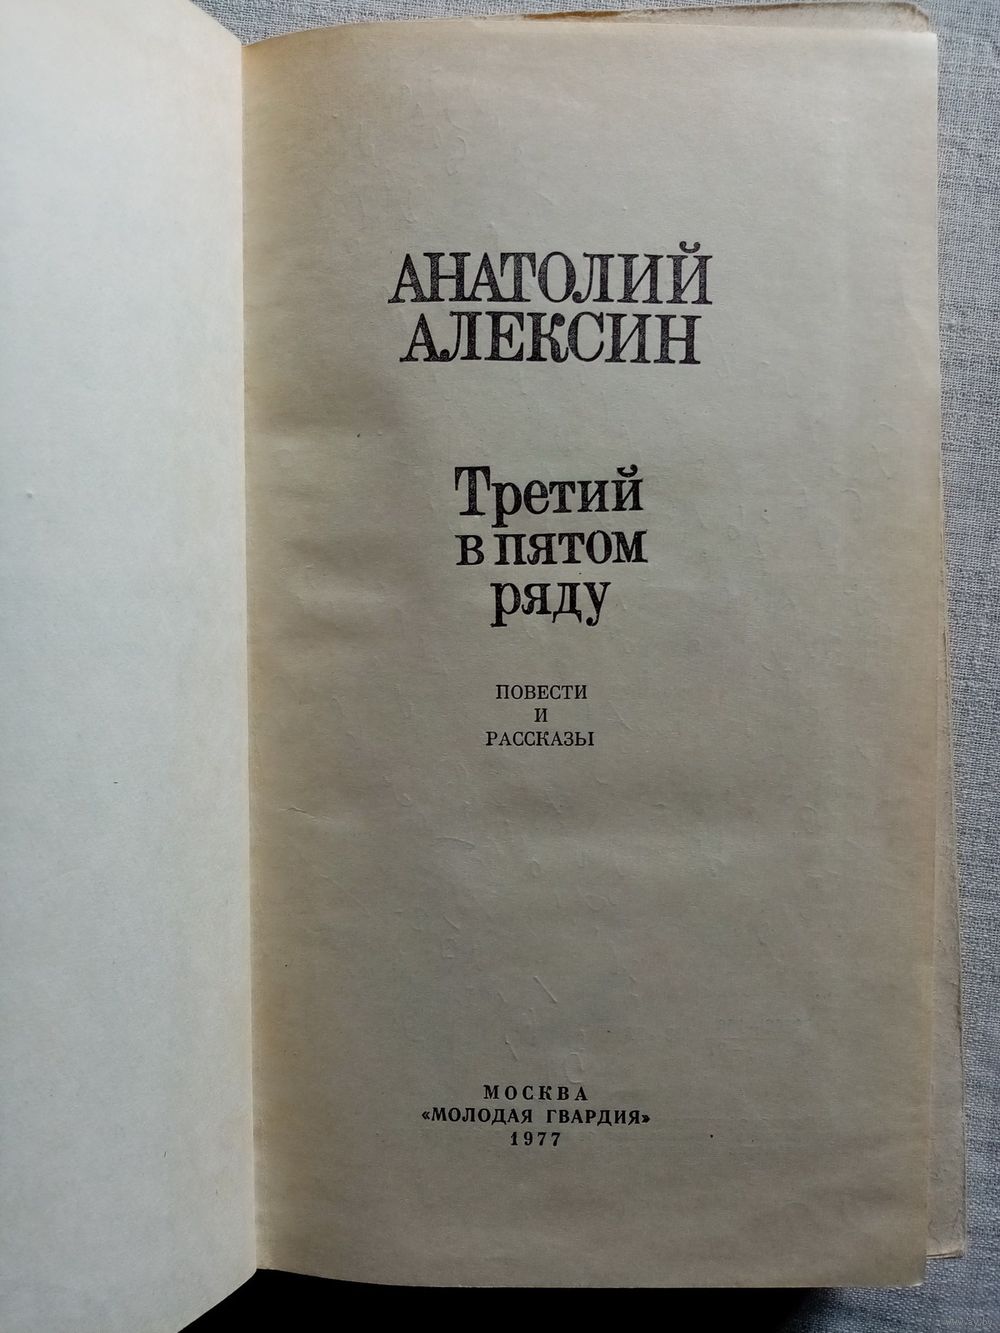 АНАТОЛИЙ
АЛЕКСИН
Третий
в пятом
ряду
ПОВЕСТИ
И
РАССКАЗЫ
МОСКВА
«МОЛОДАЯ ГВАРДИЯ»
1977